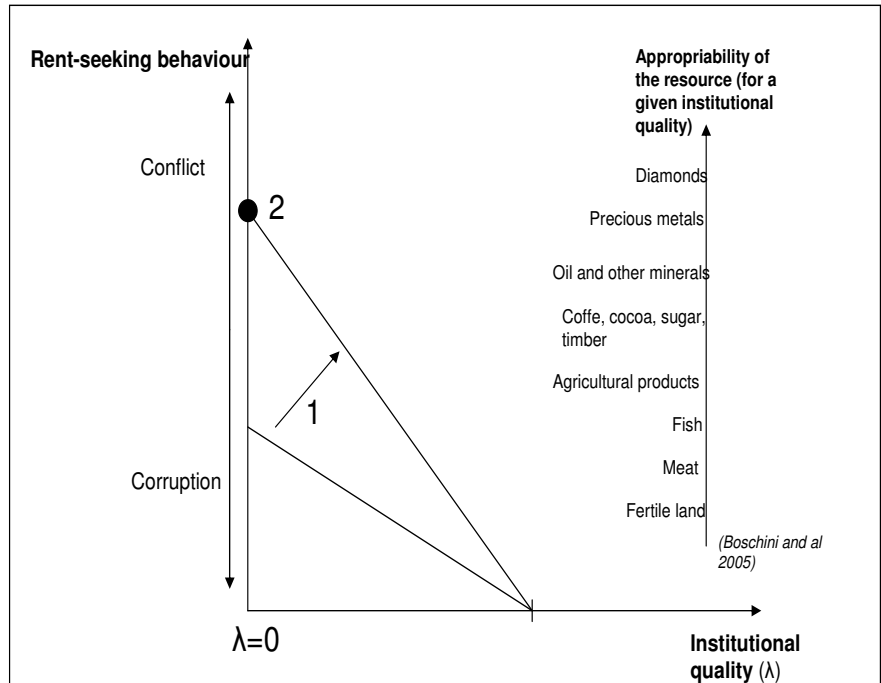 Rent-seeking behaviour
Conflict
2
1
Corruption
λ=0
Institutional
quality (λ)
Appropriability of
the resource (for a
given institutional
quality)
Diamonds
Precious metals
Oil and other minerals
Coffe, cocoa, sugar,
timber
Agricultural products
Fish
Meat
Fertile land
(Boschini and al
2005)